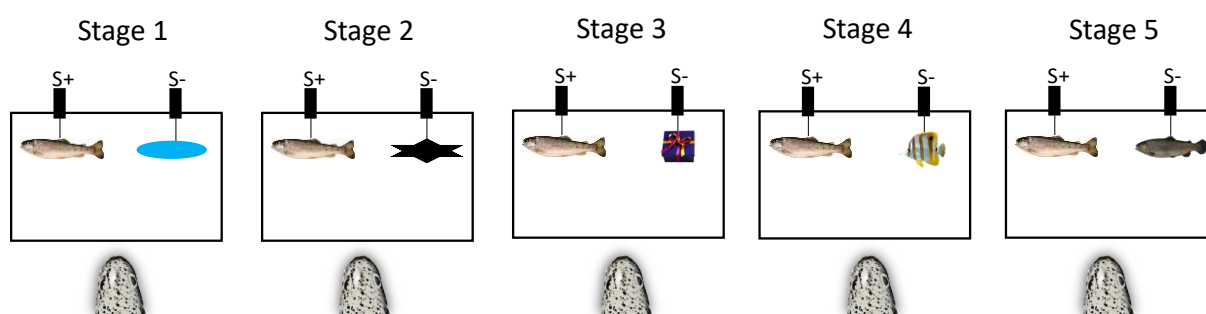 Stage 1
Stage 2
Stage 3
Stage 4
Stage 5
S+
S-
S+
S-
S+
S-
S+
S-
S+
S-